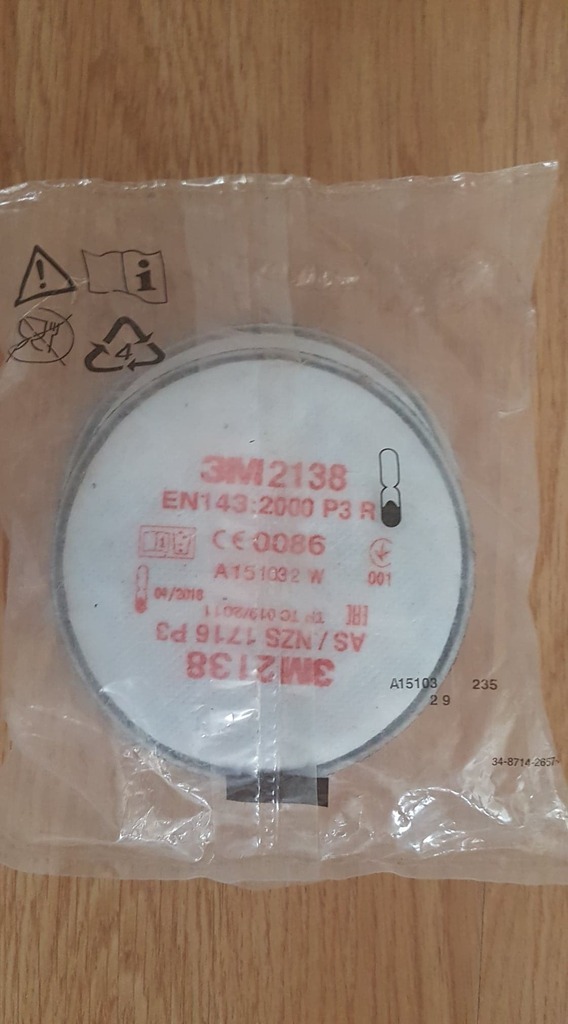 4
3M 2138
EN143:2000 P3 R
CE 0086
A151032 W
001
04/2018
TP TC 019/2011
EAC
AS / NZS 1716 P3
3M 2138
A15103 235
2 9
34-8714-2657-